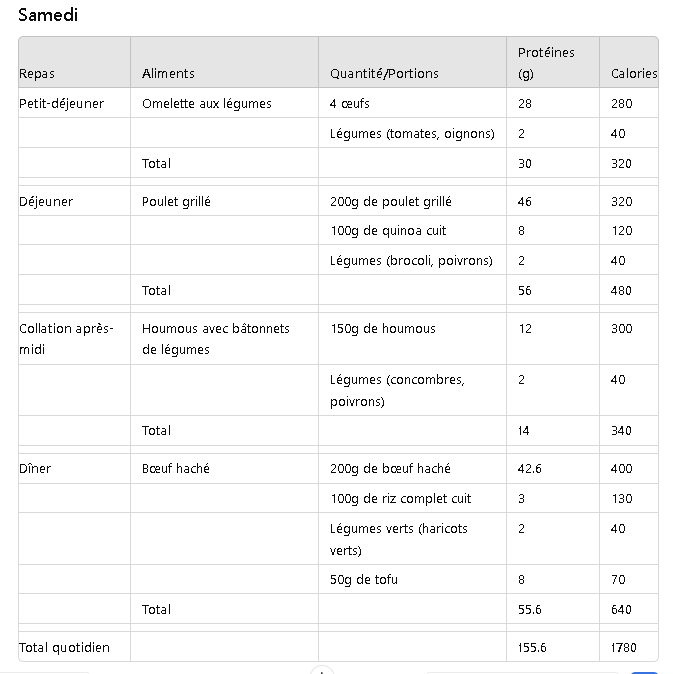 Samedi
Repas Aliments Quantité/Portions Protéines (g) Calories
Petit-déjeuner Omelette aux légumes 4 œufs 28 280
Légumes (tomates, oignons) 2 40
Total 30 320
Déjeuner Poulet grillé 200g de poulet grillé 46 320
100g de quinoa cuit 8 120
Légumes (brocoli, poivrons) 2 40
Total 56 480
Collation après-midi Houmous avec bâtonnets de légumes 150g de houmous 12 300
Légumes (concombres, poivrons) 2 40
Total 14 340
Dîner Bœuf haché 200g de bœuf haché 42.6 400
100g de riz complet cuit 3 130
Légumes verts (haricots verts) 2 40
50g de tofu 8 70
Total 55.6 640
Total quotidien 155.6 1780